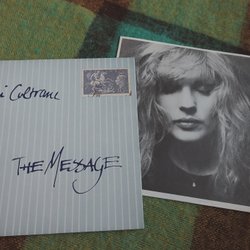 i Coltrane
THE MESSAGE